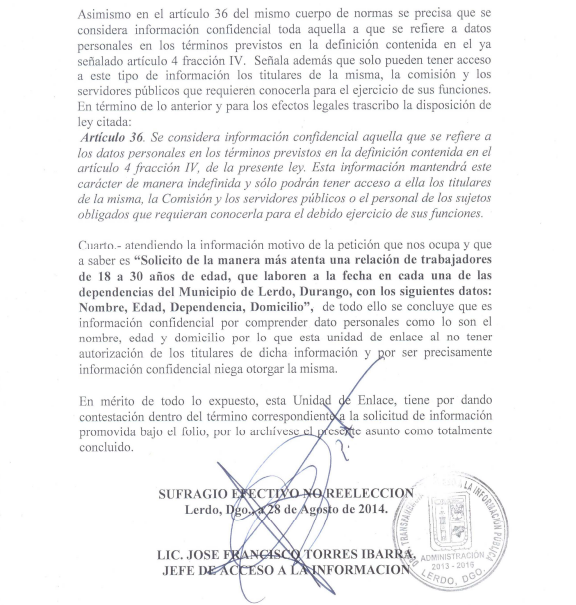 Asimismo en el artículo 36 del mismo cuerpo de normas se precisa que se
considera información confidencial toda aquella a que se refiere a datos
personales en los términos previstos en la definición contenida en el ya
señalado artículo 4 fracción IV. Señala además que solo pueden tener acceso
a este tipo de información los titulares de la misma, la comisión y los
servidores públicos que requieren conocerla para el ejercicio de sus funciones.
En término de lo anterior y para los efectos legales trascribo la disposición de
ley citada:
Artículo 36. Se considera información confidencial aquella que se refiere a
los datos personales en los términos previstos en la definición contenida en el
artículo 4 fracción IV, de la presente ley. Esta información mantendrá este
carácter de manera indefinida y sólo podrán tener acceso a ella los titulares
de la misma, la Comisión y los servidores públicos o el personal de los sujetos
obligados que requieran conocerla para el debido ejercicio de sus funciones.
Cuarto.- atendiendo la información motivo de la petición que nos ocupa y que
a saber es “Solicito de la manera más atenta una relación de trabajadores
de 18 a 30 años de edad, que laboren a la fecha en cada una de las
dependencias del Municipio de Lerdo, Durango, con los siguientes datos:
Nombre, Edad, Dependencia, Domicilio”, de todo ello se concluye que es
información confidencial por comprender dato personales como lo son el
nombre, edad y domicilio por lo que esta unidad de enlace al no tener
autorización de los titulares de dicha información y por ser precisamente
información confidencial niega otorgar la misma.
En mérito de todo lo expuesto, esta Unidad de Enlace, tiene por dando
contestación dentro del término correspondiente a la solicitud de información
promovida bajo el folio, por lo archívese el presente asunto como totalmente
concluido.
SUFRAGIO EFECTIVO NO REELECCION
Lerdo, Dgo., a 28 de Agosto de 2014.
LIC. JOSE FRANCISCO TORRES IBARRA,
JEFE DE ACCESO A LA INFORMACION
A LA INFORMACION PUBLICA
ADMINISTRACIÓN
2013 - 2016
LERDO, DGO.